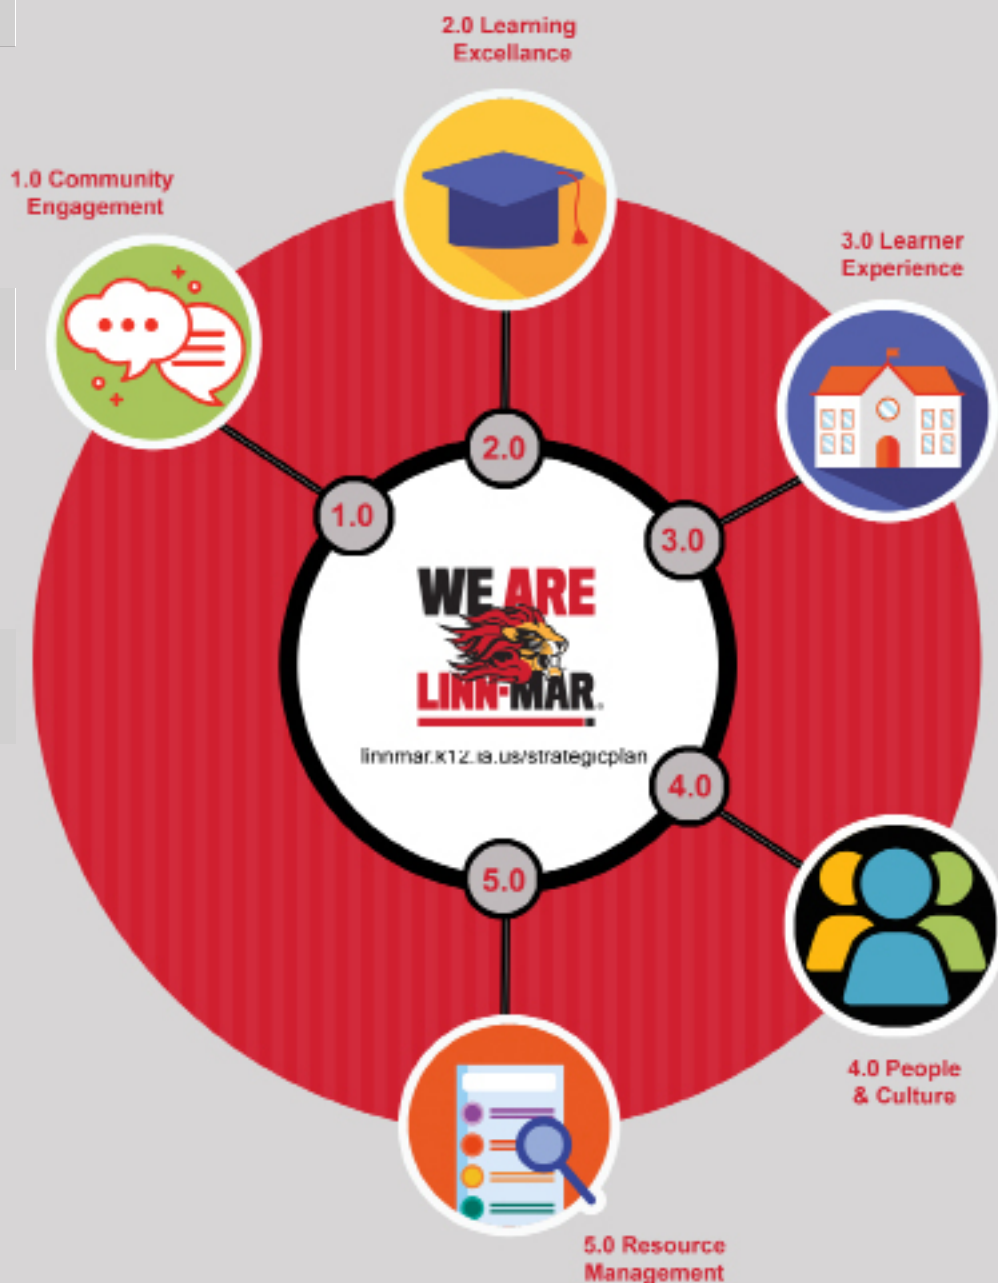 2.0 Learning
Excellance
1.0 Community
Engagement
3.0 Learner
Experience
2.0
1.0
3.0
WE ARE
LINN-MAR
linnmar.k12.ia.us/strategicplan
4.0
5.0
4.0 People
& Culture
5.0 Resource
Management